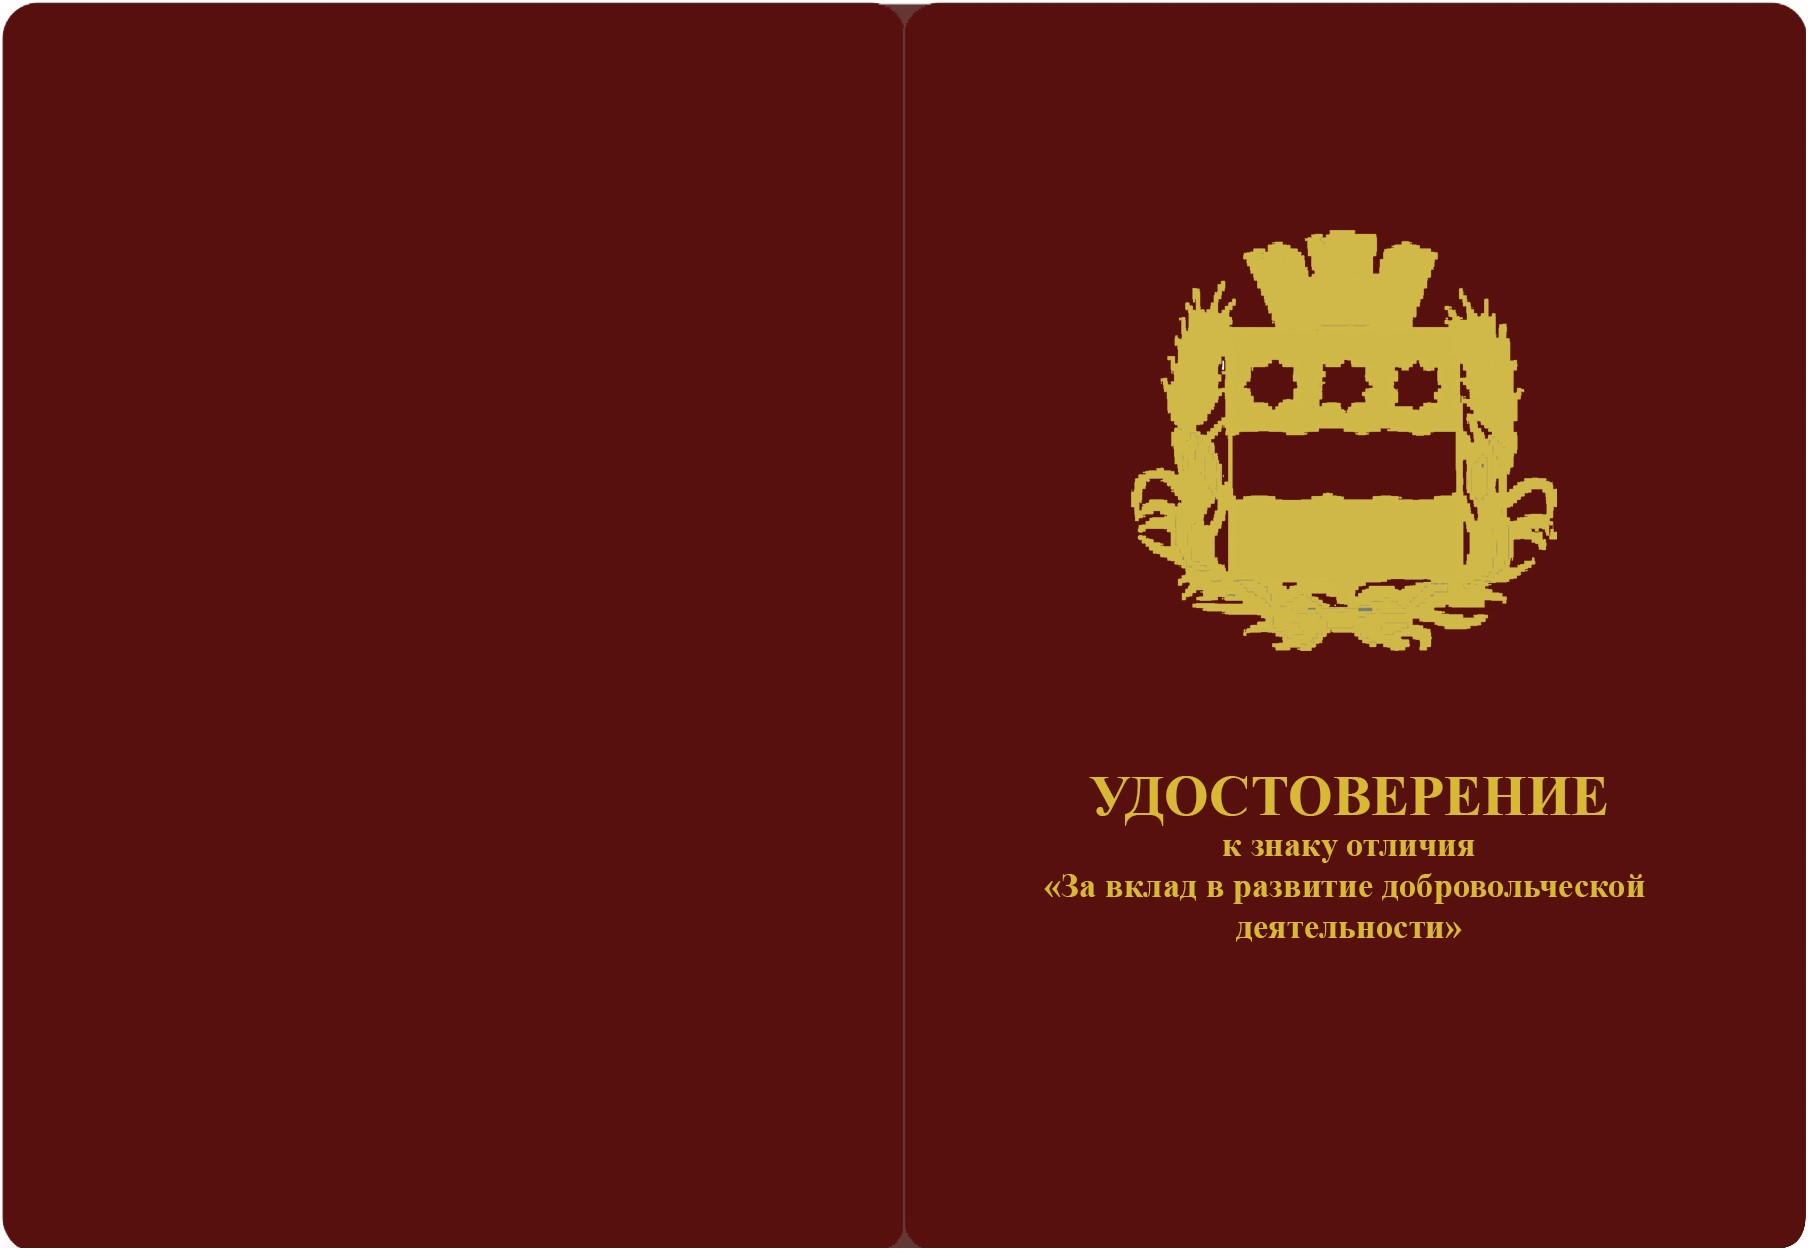 УДОСТОВЕРЕНИЕ
к знаку отличия
«За вклад в развитие добровольческой
деятельности»